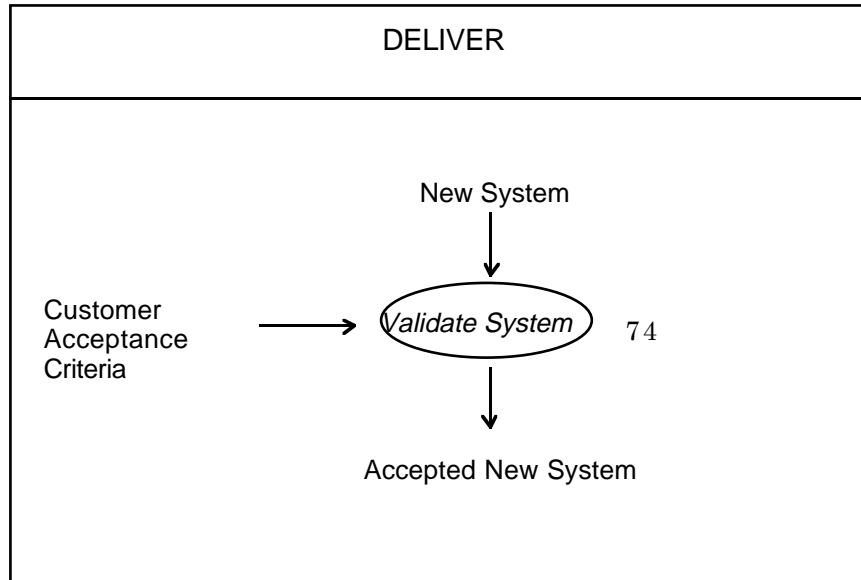 DELIVER
New System
Customer
Acceptance
Criteria
Validate System
74
Accepted New System